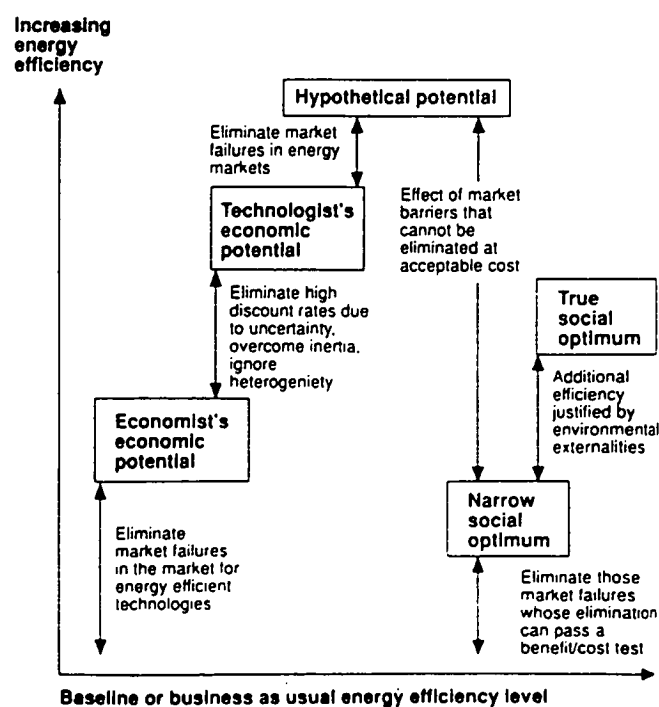 Increasing
energy
efficiency
Hypothetical potential
Eliminate market
failures in energy
markets
Technologist's
economic
potential
Effect of market
barriers that
cannot be
eliminated at
acceptable cost
Eliminate high
discount rates due
to uncertainty,
overcome inertia,
ignore
heterogeniety
True
social
optimum
Additional
efficiency
justified by
environmental
externalities
Economist's
economic
potential
Narrow
social
optimum
Eliminate
market failures
in the market for
energy efficient
technologies
Eliminate those
market failures
whose elimination
can pass a
benefit/cost test
Baseline or business as usual energy efficiency level